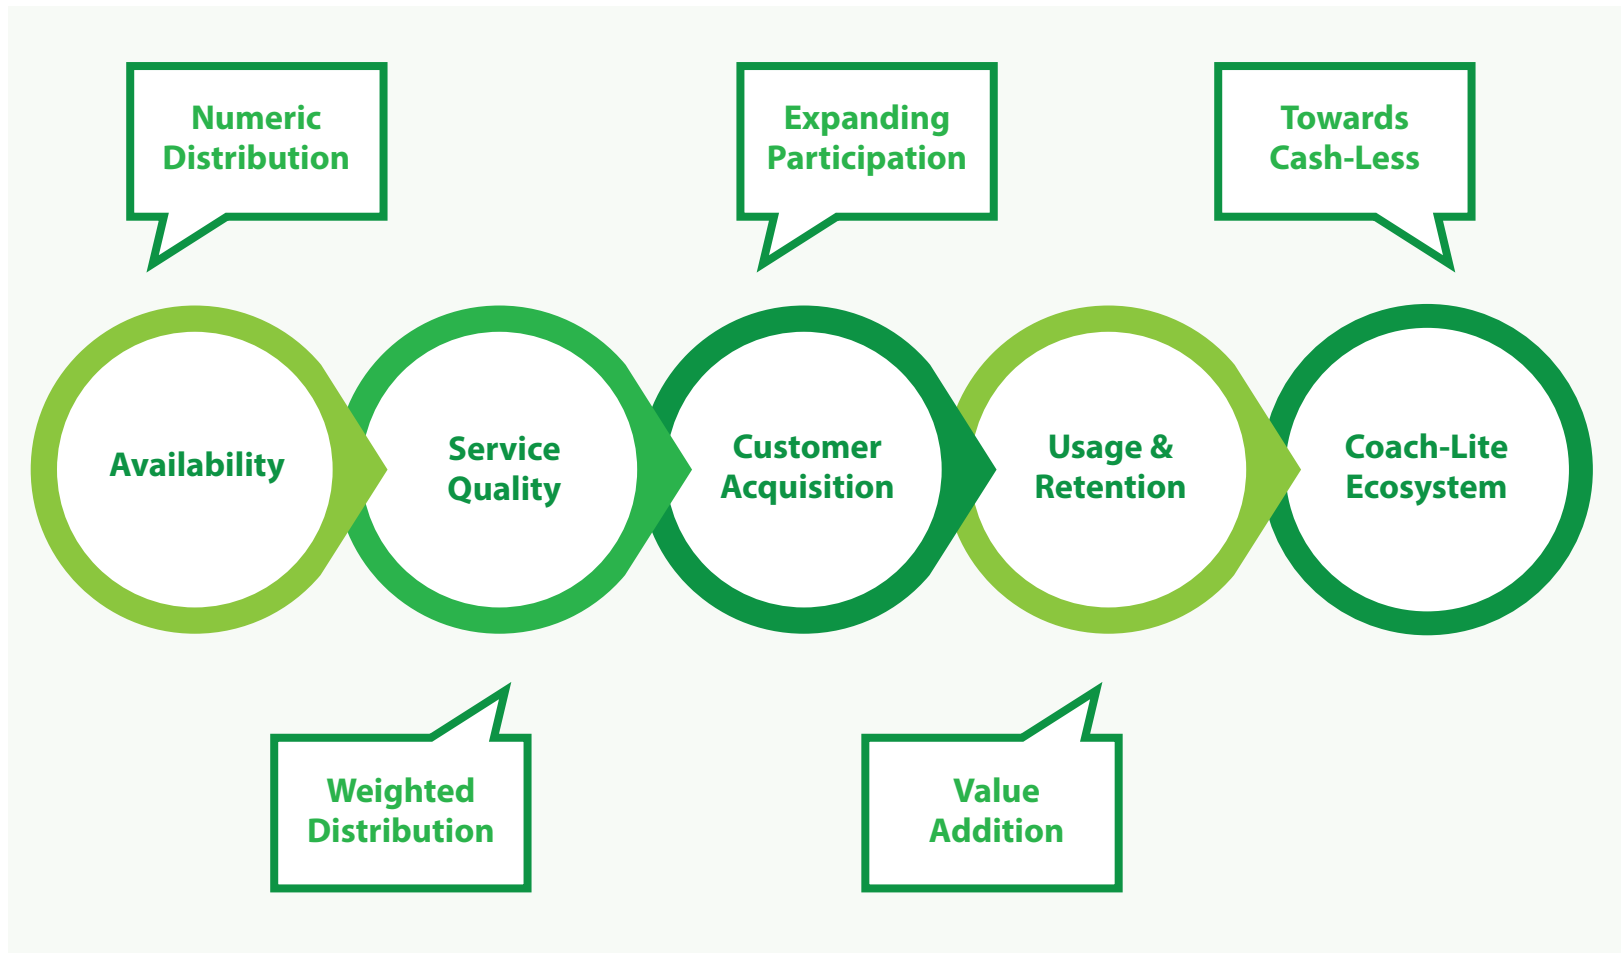 Numeric
Distribution
Expanding
Participation
Towards
Cash-Less
Availability
Service
Quality
Customer
Acquisition
Usage &
Retention
Coach-Lite
Ecosystem
Weighted
Distribution
Value
Addition